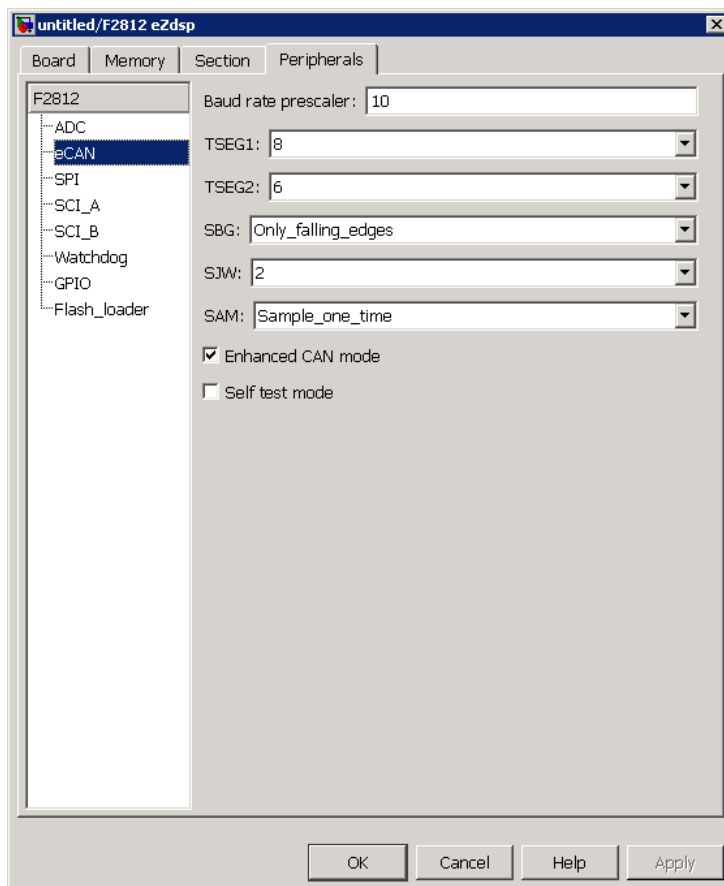 untitled/F2812 eZdsp
Board Memory Section Peripherals
F2812
ADC
eCAN
SPI
SCI_A
SCI_B
Watchdog
GPIO
Flash_loader
Baud rate prescaler: 10
TSEG1: 8
TSEG2: 6
SBG: Only_falling_edges
SJW: 2
SAM: Sample_one_time
Enhanced CAN mode
Self test mode
OK Cancel Help Apply